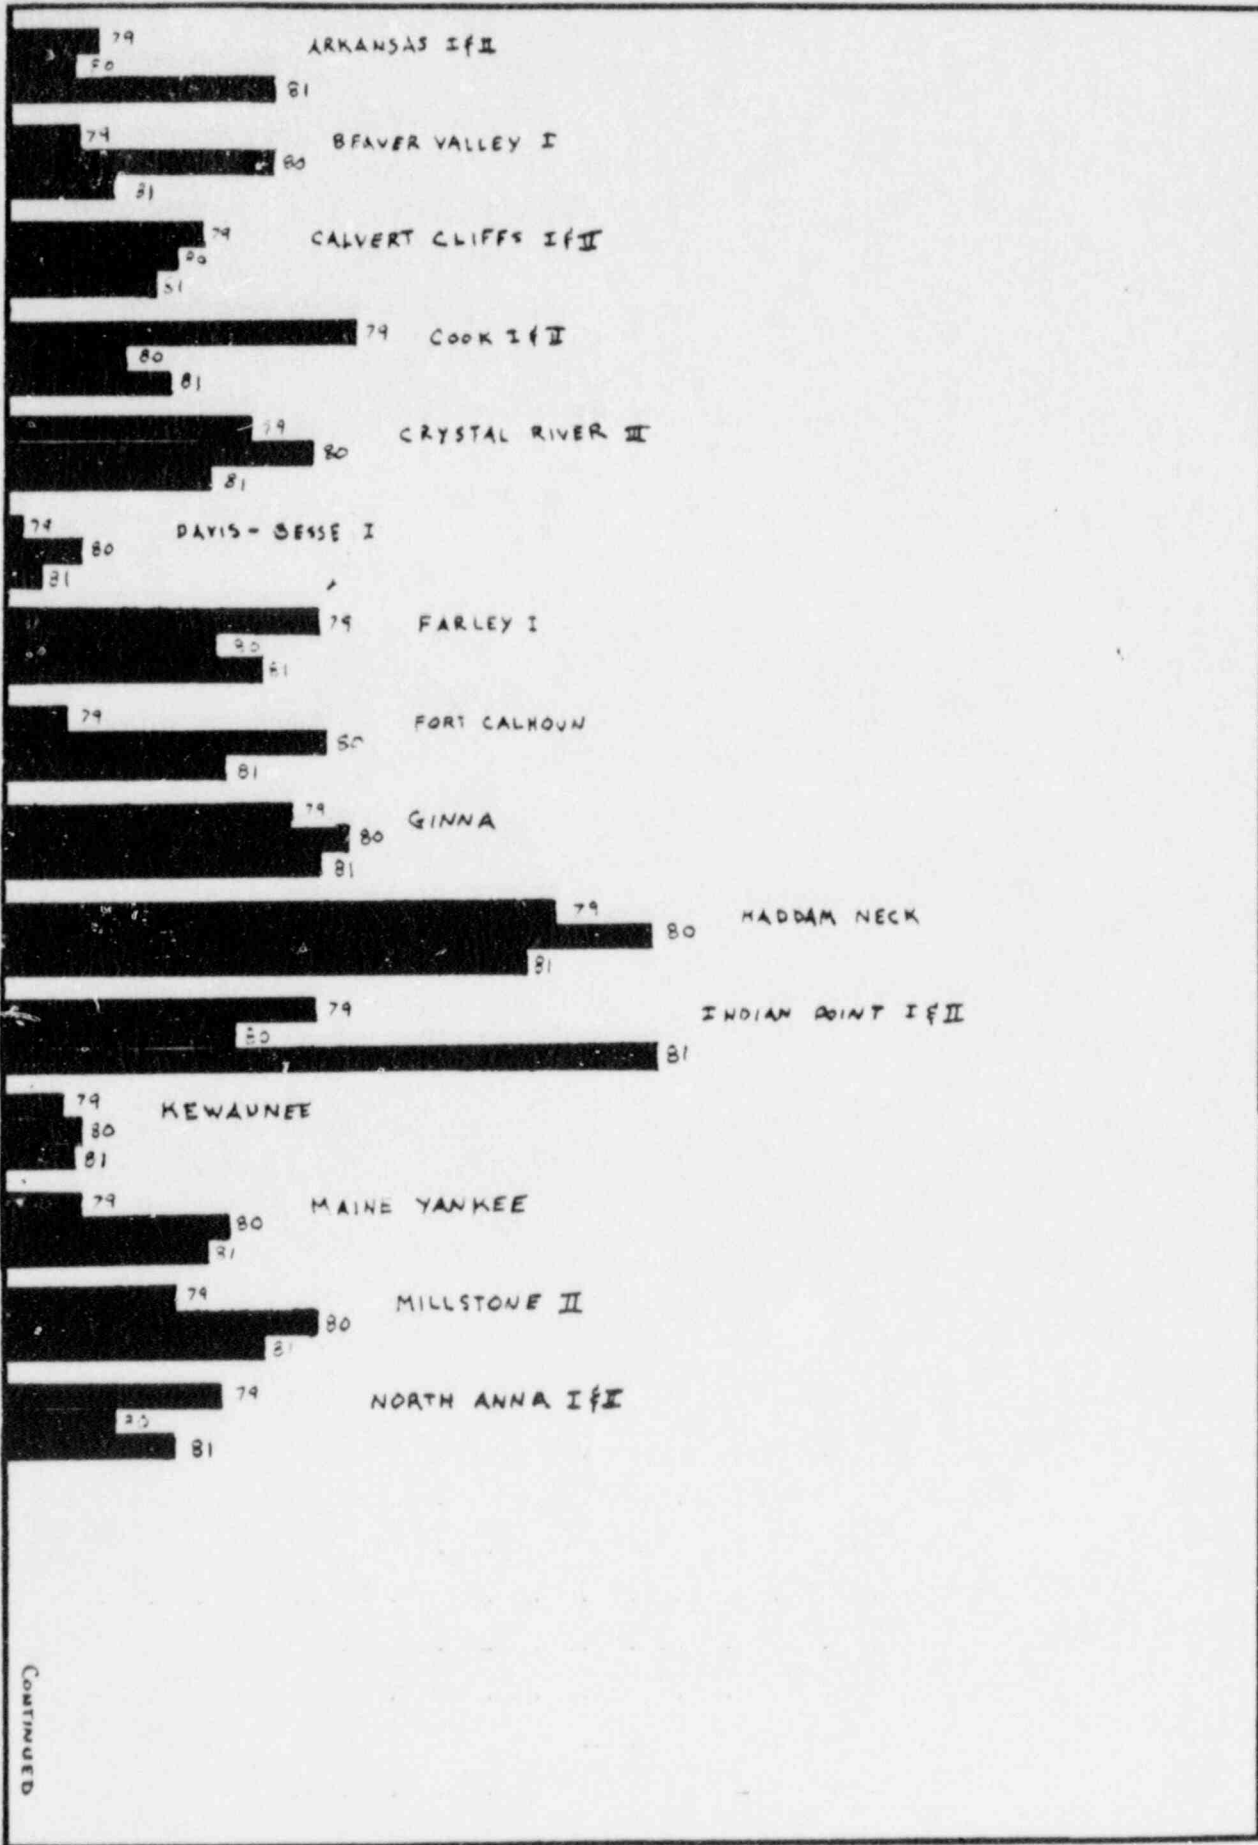 79
ARKANSAS I & II
80
81
79
BEAVER VALLEY I
80
81
79
CALVERT CLIFFS I & II
80
81
79
COOK I & II
80
81
79
CRYSTAL RIVER III
80
81
79
DAVIS - BESSE I
80
81
79
FARLEY I
80
81
79
FORT CALHOUN
80
81
79
GINNA
80
81
79
HADDAM NECK
80
81
79
INDIAN POINT I & II
80
81
79
KEWAUNEE
80
81
79
MAINE YANKEE
80
81
79
MILLSTONE II
80
81
79
NORTH ANNA I & II
80
81
CONTINUED